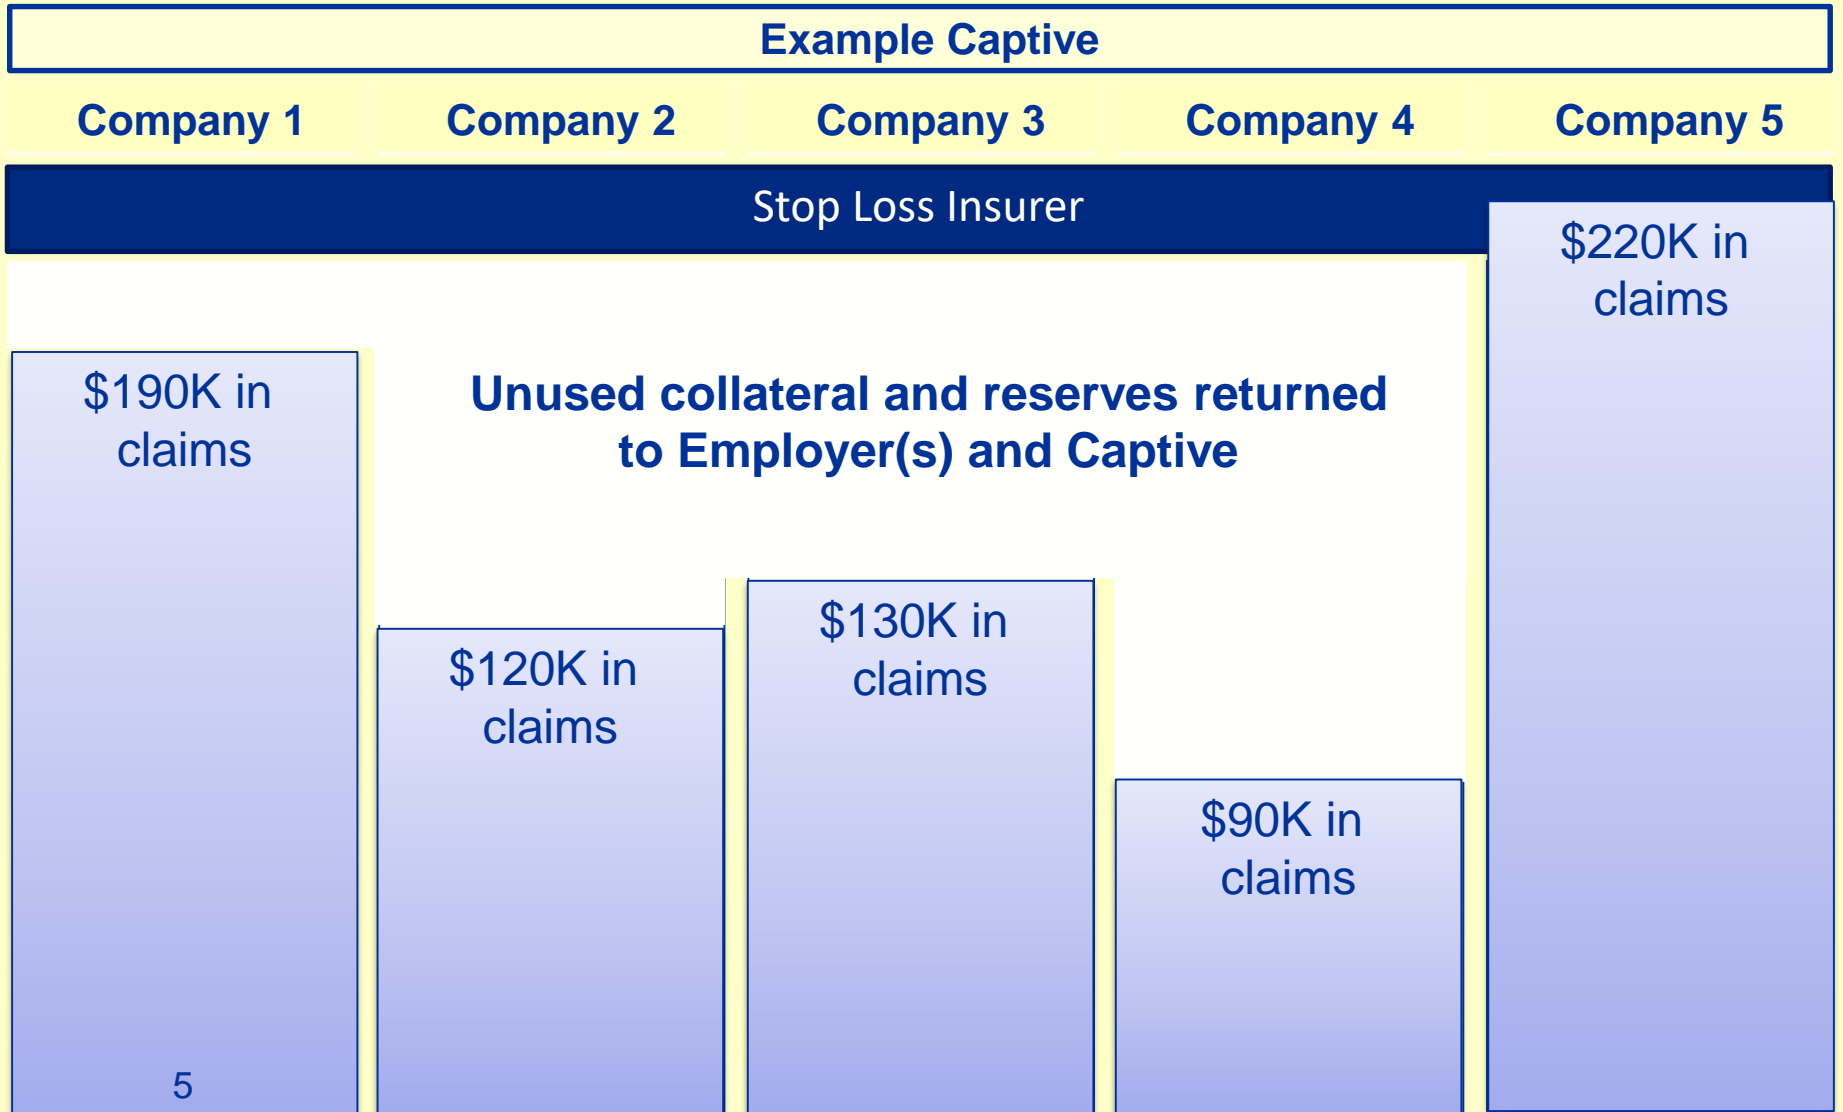 Example Captive
Company 1
Company 2
Company 3
Company 4
Company 5
Stop Loss Insurer
$220K in
claims
$190K in
claims
Unused collateral and reserves returned
to Employer(s) and Captive
$120K in
claims
$130K in
claims
$90K in
claims
5